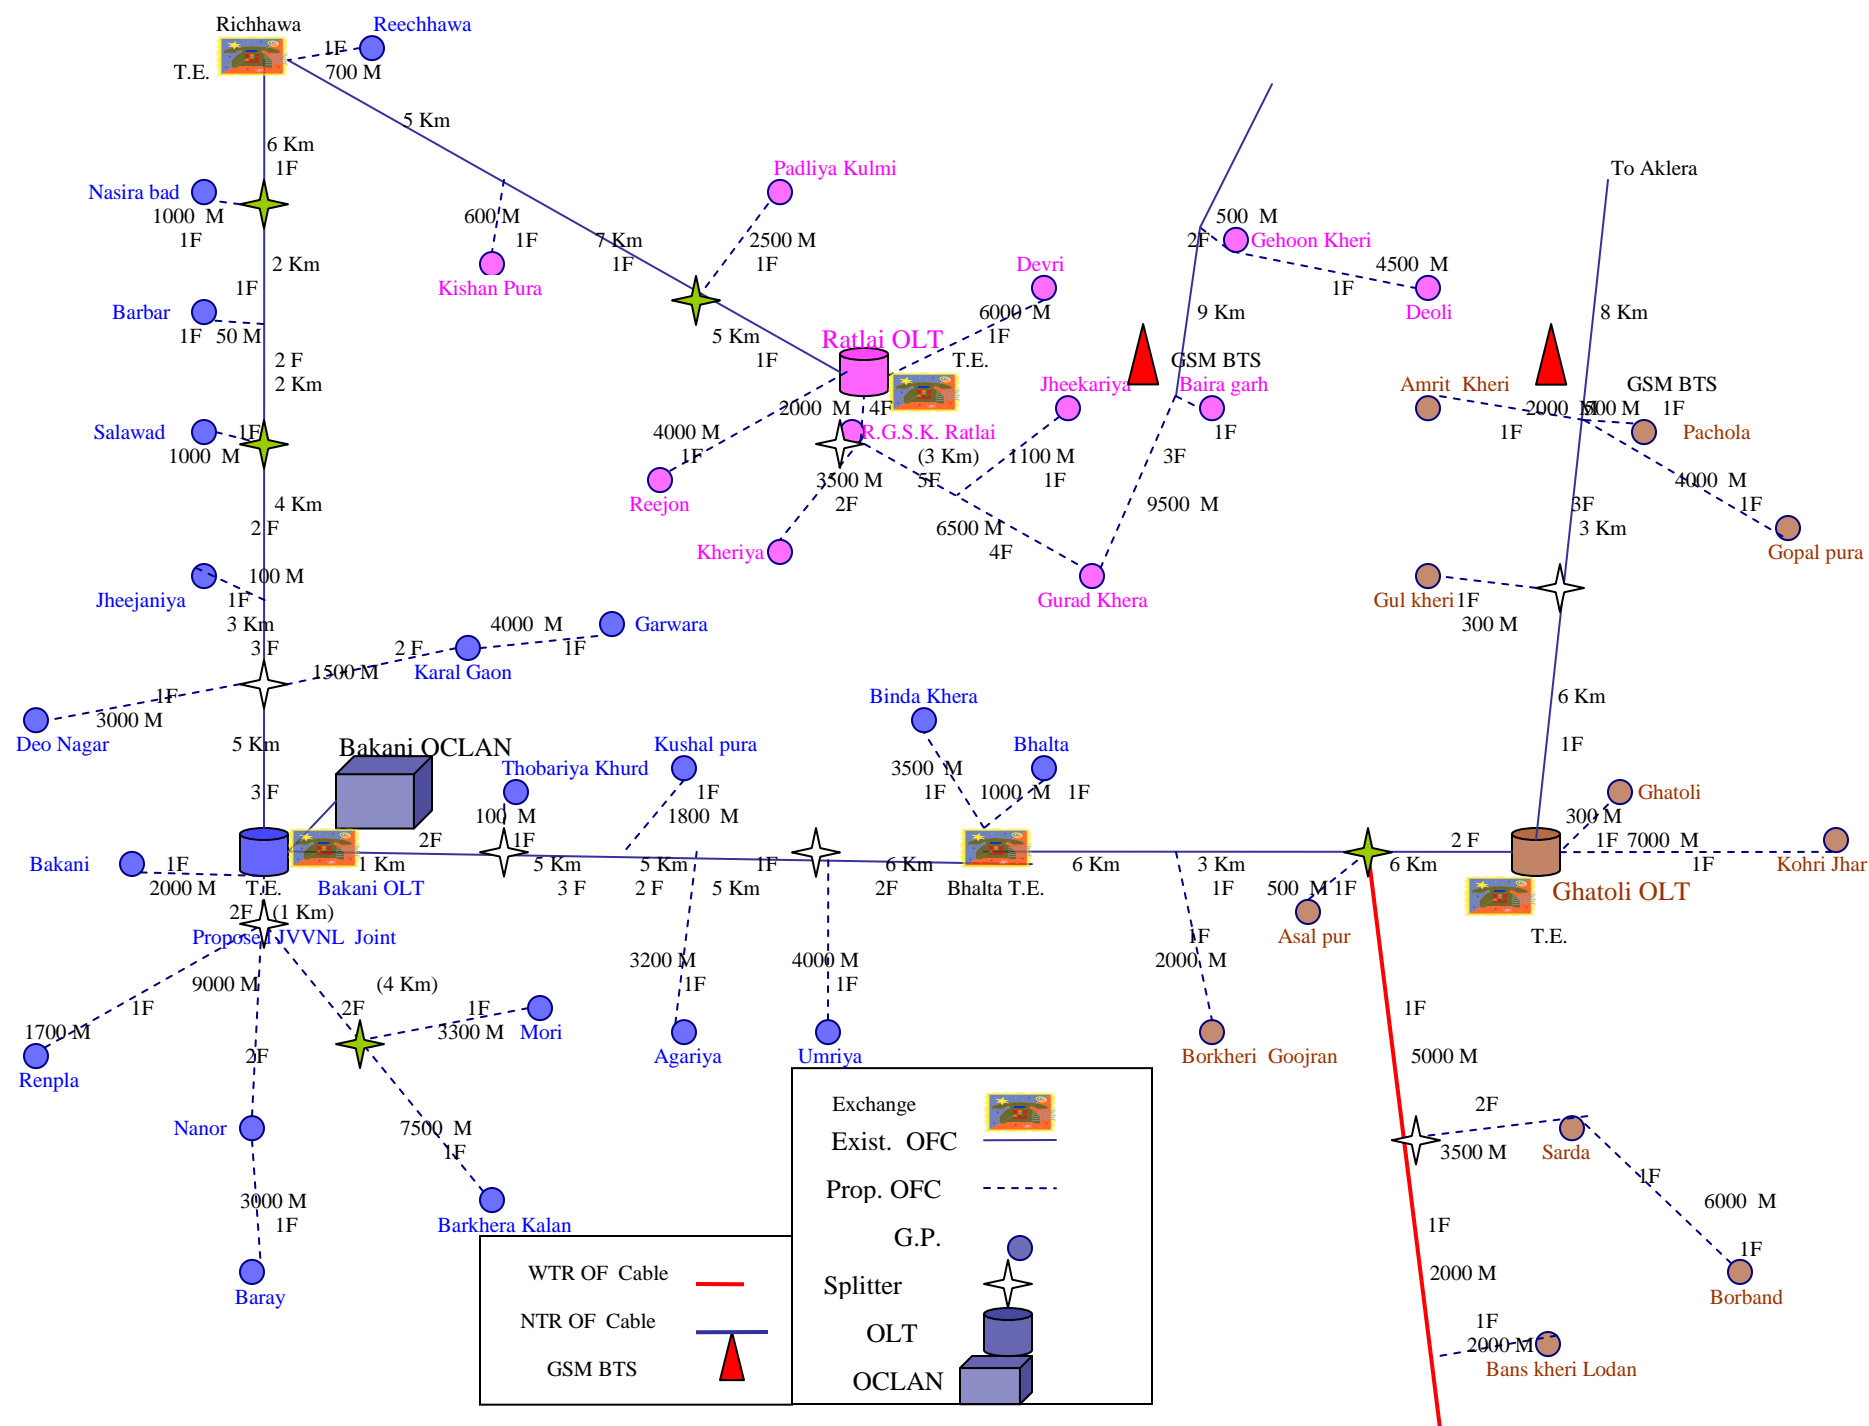 Richhawa
Reechhawa
1F
T.E.
700 M
5 Km
6 Km
1F
Nasira bad
1000 M
1F
600 M
1F
Padliya Kulmi
2500 M
1F
7 Km
1F
500 M
2F
Gehoon Kheri
4500 M
1F
Deoli
To Aklera
2 Km
1F
Kishan Pura
Devri
6000 M
1F
Barbar
1F
50 M
5 Km
1F
Ratlai OLT
T.E.
9 Km
8 Km
2 F
2 Km
GSM BTS
GSM BTS
Jheekariya
Baira garh
1F
Amrit Kheri
2000 M
1F
500 M
1F
Pachola
Salawad
1F
1000 M
2000 M
4F
R.G.S.K. Ratlai
(3 Km)
4000 M
1F
Reejon
3500 M
2F
5F
1100 M
1F
3F
4000 M
1F
4 Km
2 F
6500 M
4F
9500 M
3F
3 Km
Gopal pura
Kheriya
Jheejaniya
100 M
1F
Gurad Khera
Gul kheri
1F
300 M
3 Km
3 F
1500 M
2 F
Karal Gaon
4000 M
1F
Garwara
1F
3000 M
Deo Nagar
Binda Khera
6 Km
1F
5 Km
3 F
Bakani OCLAN
Thobariya Khurd
Kushal pura
1F
1800 M
3500 M
1F
Bhalta
1000 M
1F
Ghatoli
300 M
1F
100 M
1F
2F
1 Km
5 Km
3 F
5 Km
2 F
1F
5 Km
6 Km
2F
Bhalta T.E.
6 Km
3 Km
1F
6 Km
2 F
7000 M
1F
Kohri Jhar
Bakani
1F
2000 M
T.E.
Bakani OLT
500 M
1F
Asal pur
Ghatoli OLT
T.E.
2F
(1 Km)
Proposed JVVNL Joint
9000 M
1F
1700 M
Renpla
(4 Km)
2F
1F
3300 M
Mori
3200 M
1F
Agariya
4000 M
1F
Umriya
1F
2000 M
Borkheri Goojran
1F
5000 M
2F
Nanor
7500 M
1F
2F
3500 M
Sarda
3000 M
1F
Baray
Barkhera Kalan
1F
6000 M
1F
Borband
1F
2000 M
1F
2000 M
Bans kheri Lodan
Exchange
Exist. OFC
Prop. OFC
G.P.
Splitter
OLT
OCLAN
WTR OF Cable
NTR OF Cable
GSM BTS